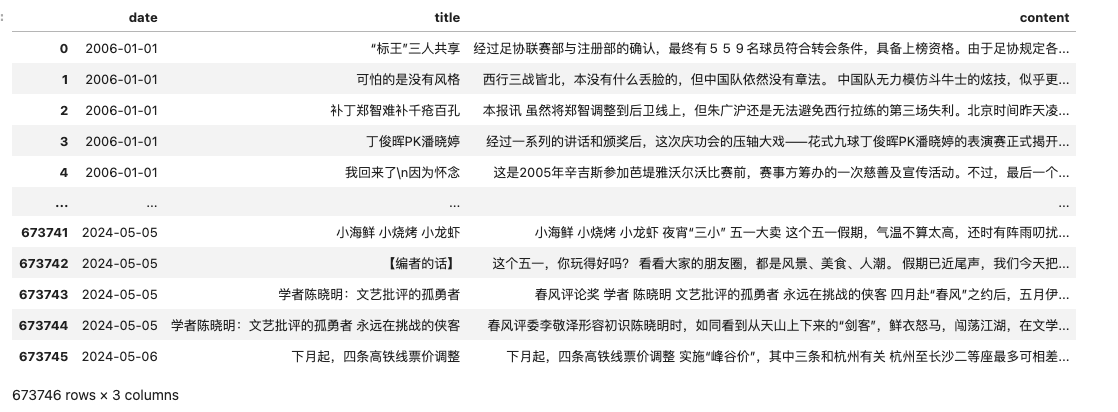 date title content
0 2006-01-01 “标王”三人共享 经过足协联赛部与注册部的确认，最终有５５９名球员符合转会条件，具备上榜资格。由于足协规定各...
1 2006-01-01 可怕的是没有风格 西行三战皆北，本没有什么丢脸的，但中国队依然没有章法。 中国队无力模仿斗牛士的炫技，似乎更...
2 2006-01-01 补丁郑智难补千疮百孔 本报讯 虽然将郑智调整到后卫线上，但朱广沪还是无法避免西行拉练的第三场失利。北京时间昨天凌...
3 2006-01-01 丁俊晖PK潘晓婷 经过一系列的讲话和颁奖后，这次庆功会的压轴大戏——花式九球丁俊晖PK潘晓婷的表演赛正式揭开...
4 2006-01-01 我回来了\n因为怀念 这是2005年辛吉斯参加芭堤雅沃尔沃比赛前，赛事方筹办的一次慈善及宣传活动。不过，最后一个...
... ... ... ...
673741 2024-05-05 小海鲜 小烧烤 小龙虾 小海鲜 小烧烤 小龙虾 夜宵“三小” 五一大卖 这个五一假期，气温不算太高，还时有阵雨叨扰...
673742 2024-05-05 【编者的话】 这个五一，你玩得好吗？ 看看大家的朋友圈，都是风景、美食、人潮。 假期已近尾声，我们今天把...
673743 2024-05-05 学者陈晓明：文艺批评的孤勇者 春风评论奖 学者 陈晓明 文艺批评的孤勇者 永远在挑战的侠客 四月赴“春风”之约后，五月伊...
673744 2024-05-05 学者陈晓明：文艺批评的孤勇者 永远在挑战的侠客 春风评委李敬泽形容初识陈晓明时，如同看到从天山上下来的“剑客”，鲜衣怒马，闯荡江湖，在文学...
673745 2024-05-06 下月起，四条高铁线票价调整 下月起，四条高铁线票价调整 实施“峰谷价”，其中三条和杭州有关 杭州至长沙二等座最多可相差...
673746 rows × 3 columns